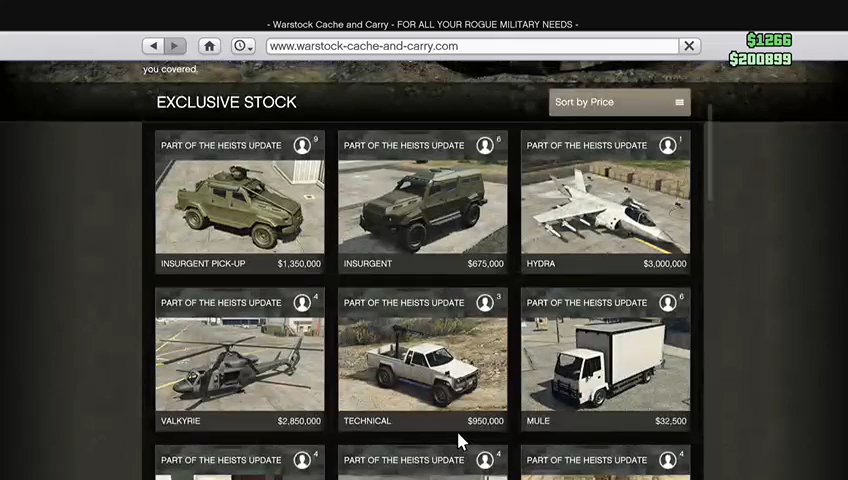 - Warstock Cache and Carry - FOR ALL YOUR ROGUE MILITARY NEEDS -
www.warstock-cache-and-carry.com
$1266
$200899
you covered.
EXCLUSIVE STOCK
Sort by Price
PART OF THE HEISTS UPDATE 9
PART OF THE HEISTS UPDATE 6
PART OF THE HEISTS UPDATE 1
INSURGENT PICK-UP $1,350,000
INSURGENT $675,000
HYDRA $3,000,000
PART OF THE HEISTS UPDATE 4
PART OF THE HEISTS UPDATE 3
PART OF THE HEISTS UPDATE 6
VALKYRIE $2,850,000
TECHNICAL $950,000
MULE $32,500
PART OF THE HEISTS UPDATE 4
PART OF THE HEISTS UPDATE 4
PART OF THE HEISTS UPDATE 4